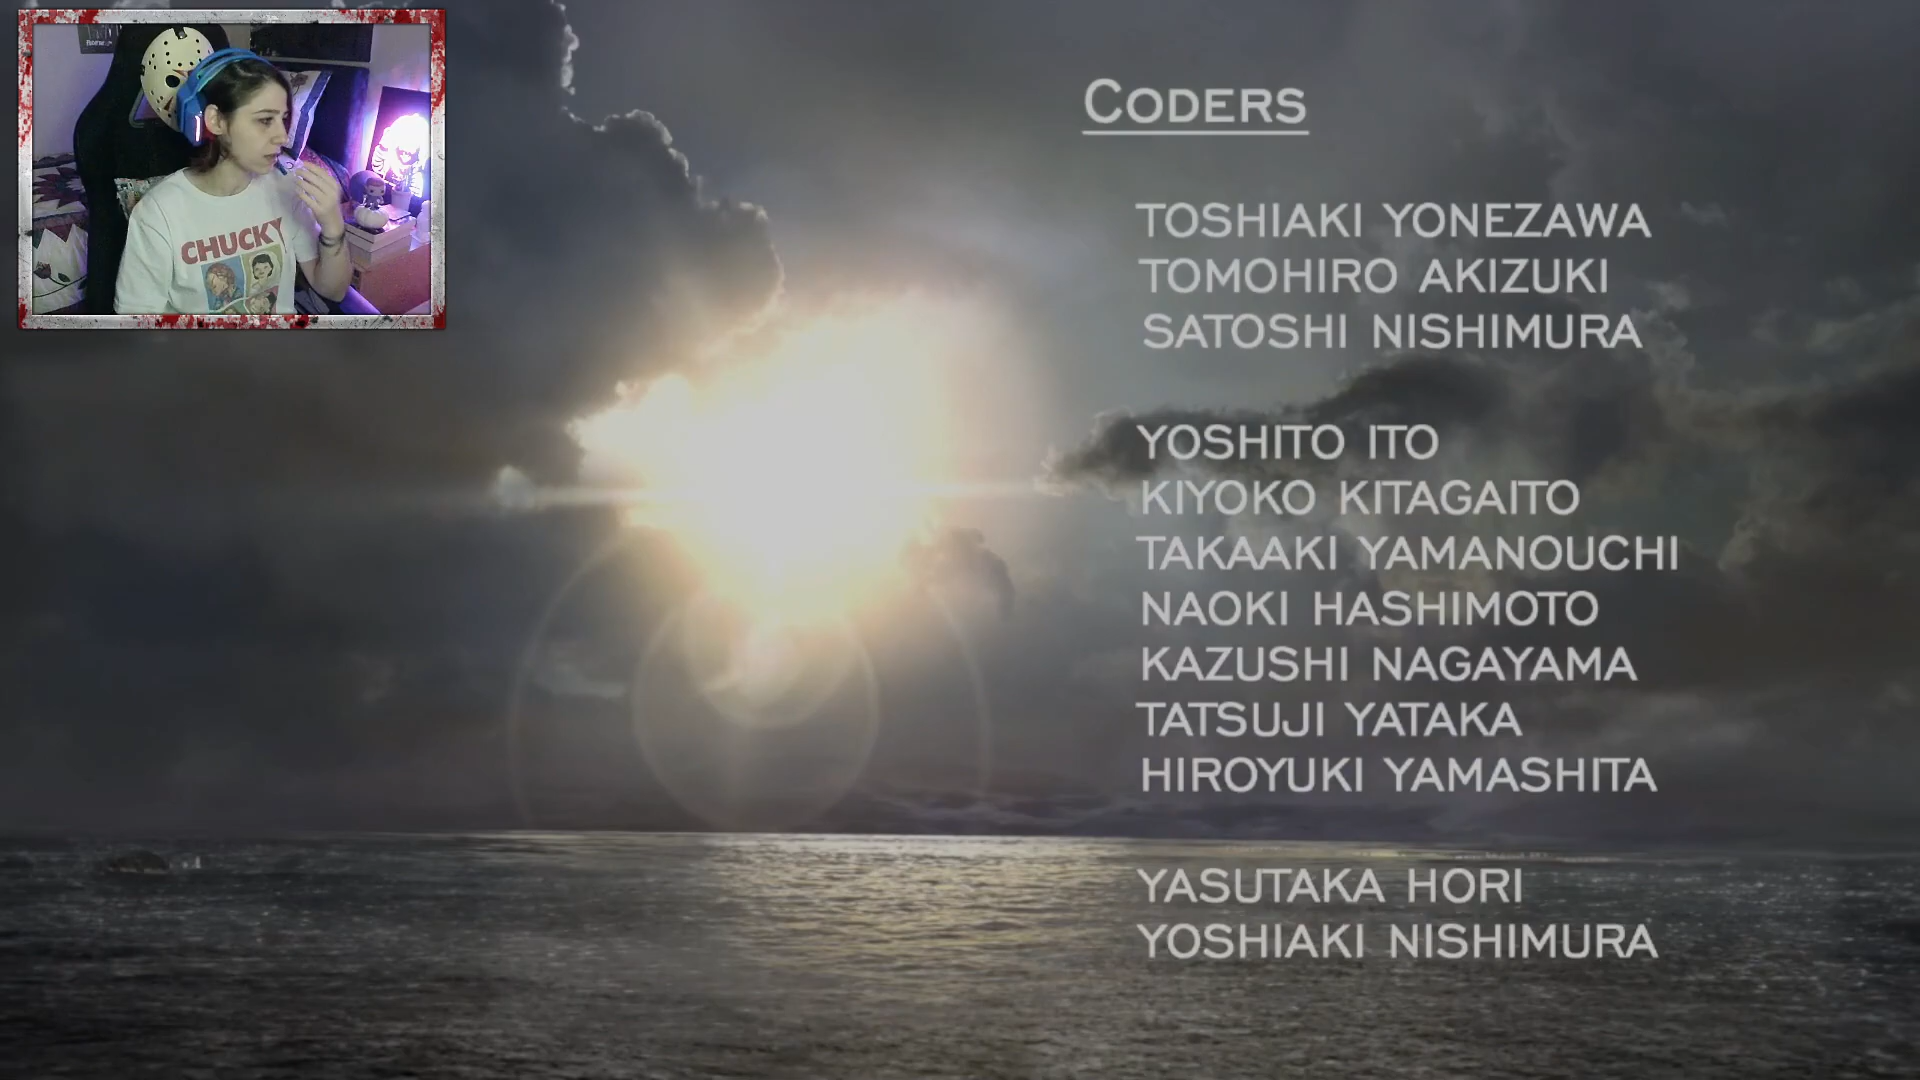 CHUCKY
CODERS
TOSHIAKI YONEZAWA
TOMOHIRO AKIZUKI
SATOSHI NISHIMURA
YOSHITO ITO
KIYOKO KITAGAITO
TAKAAKI YAMANOUCHI
NAOKI HASHIMOTO
KAZUSHI NAGAYAMA
TATSUJI YATAKA
HIROYUKI YAMASHITA
YASUTAKA HORI
YOSHIAKI NISHIMURA